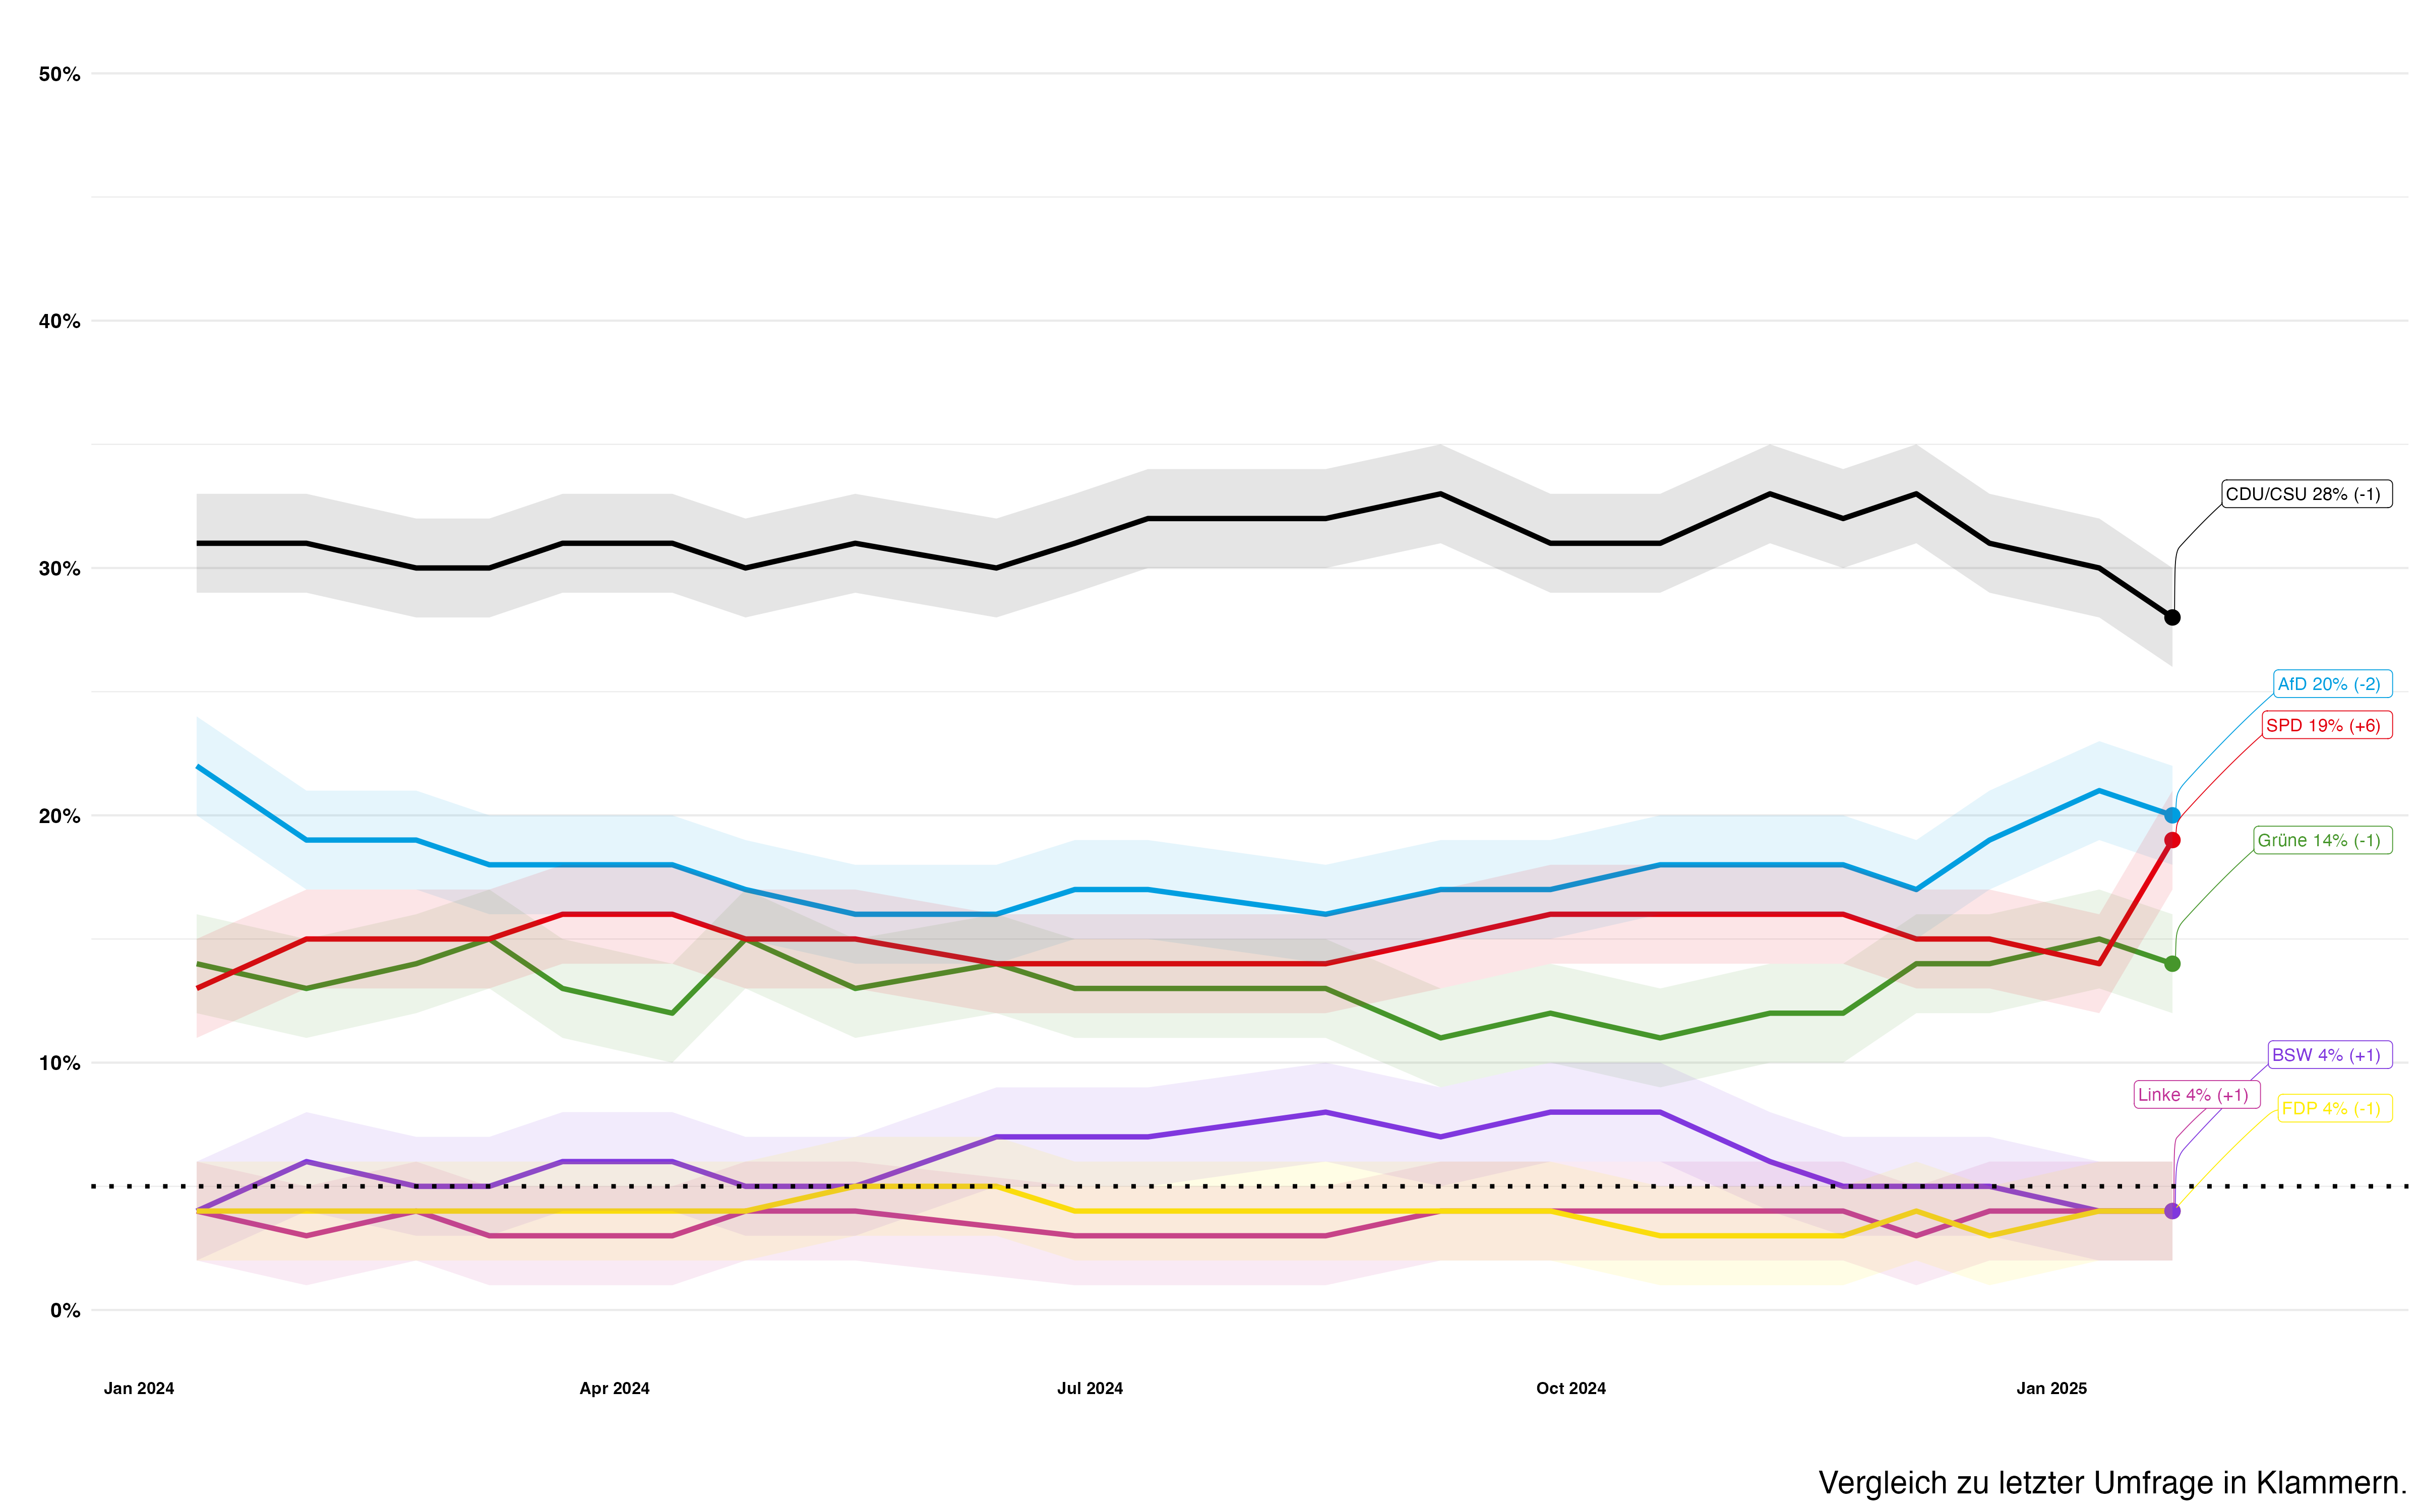 50%
40%
30%
20%
10%
0%
CDU/CSU 28% (-1)
AfD 20% (-2)
SPD 19% (+6)
Grüne 14% (-1)
BSW 4% (+1)
Linke 4% (+1)
FDP 4% (-1)
Jan 2024
Apr 2024
Jul 2024
Oct 2024
Jan 2025
Vergleich zu letzter Umfrage in Klammern.